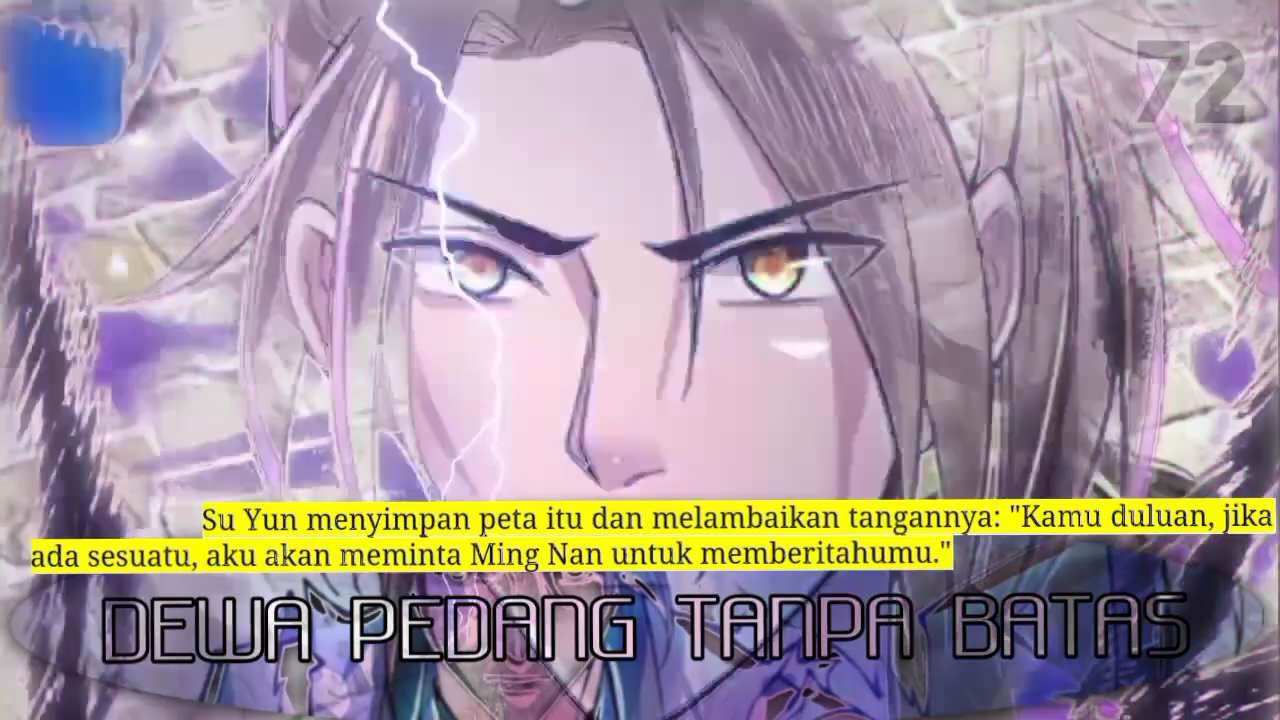 72
Su Yun menyimpan peta itu dan melambaikan tangannya: "Kamu duluan, jika
ada sesuatu, aku akan meminta Ming Nan untuk memberitahumu."
DEWA PEDANG TANPA BATAS